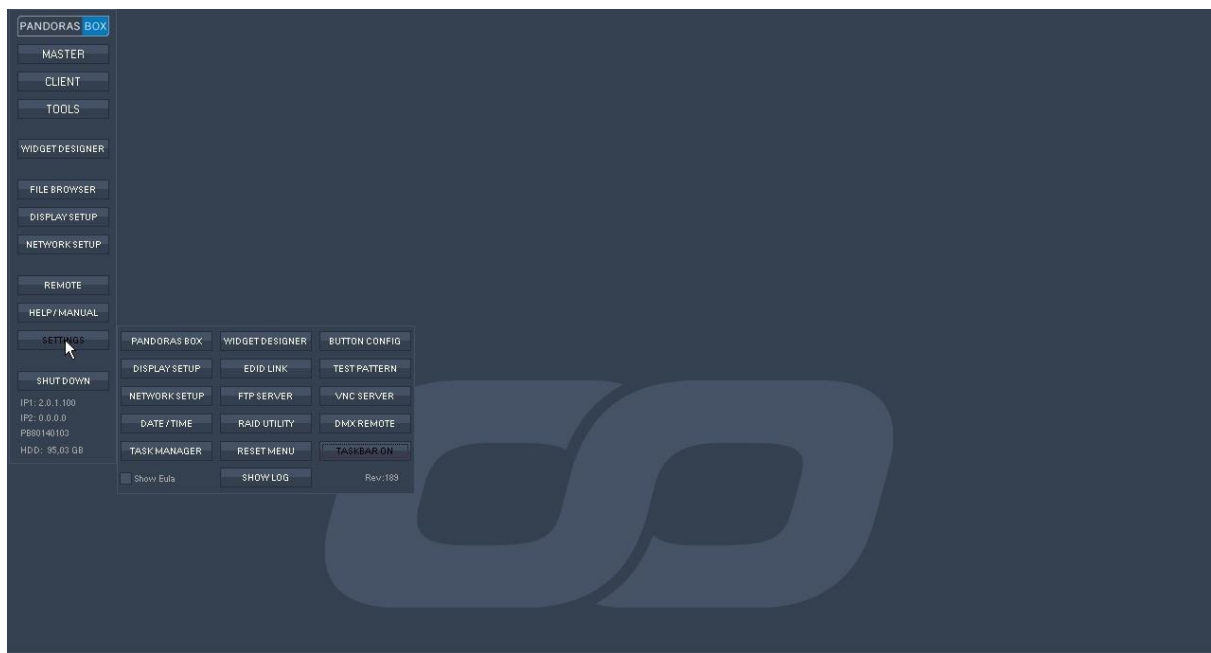 PANDORAS BOX
MASTER
CLIENT
TOOLS
WIDGET DESIGNER
FILE BROWSER
DISPLAY SETUP
NETWORK SETUP
REMOTE
HELP / MANUAL
SETTINGS
SHUT DOWN
IP1: 2.0.1.100
IP2: 0.0.0.0
PB80140103
HDD: 95,03 GB
PANDORAS BOX WIDGET DESIGNER BUTTON CONFIG
DISPLAY SETUP EDID LINK TEST PATTERN
NETWORK SETUP FTP SERVER VNC SERVER
DATE / TIME RAID UTILITY DMX REMOTE
TASK MANAGER RESET MENU TASKBAR ON
Show Eula SHOW LOG Rev:189